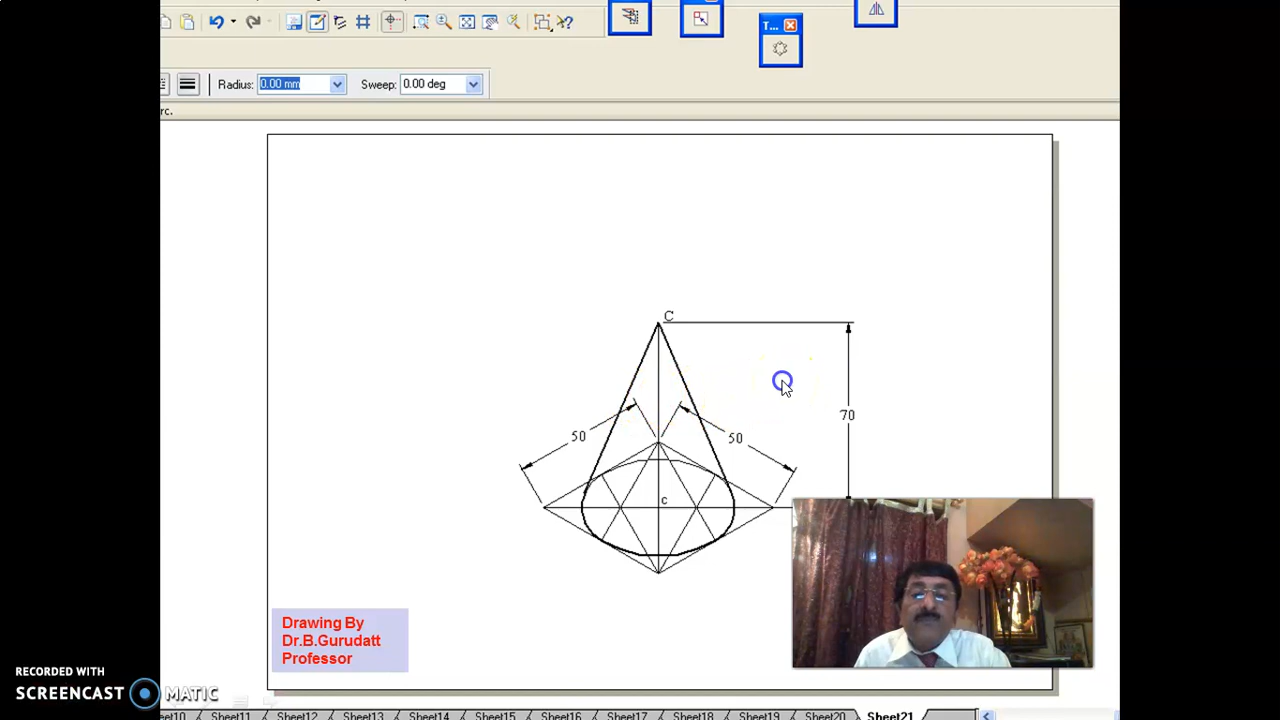 T...
Radius: 0.00 mm Sweep: 0.00 deg
rc.
C
70
50
50
c
Drawing By
Dr.B.Gurudatt
Professor
RECORDED WITH
SCREENCAST MATIC
Sheet10 Sheet11 Sheet12 Sheet13 Sheet14 Sheet15 Sheet16 Sheet17 Sheet18 Sheet19 Sheet20 Sheet21